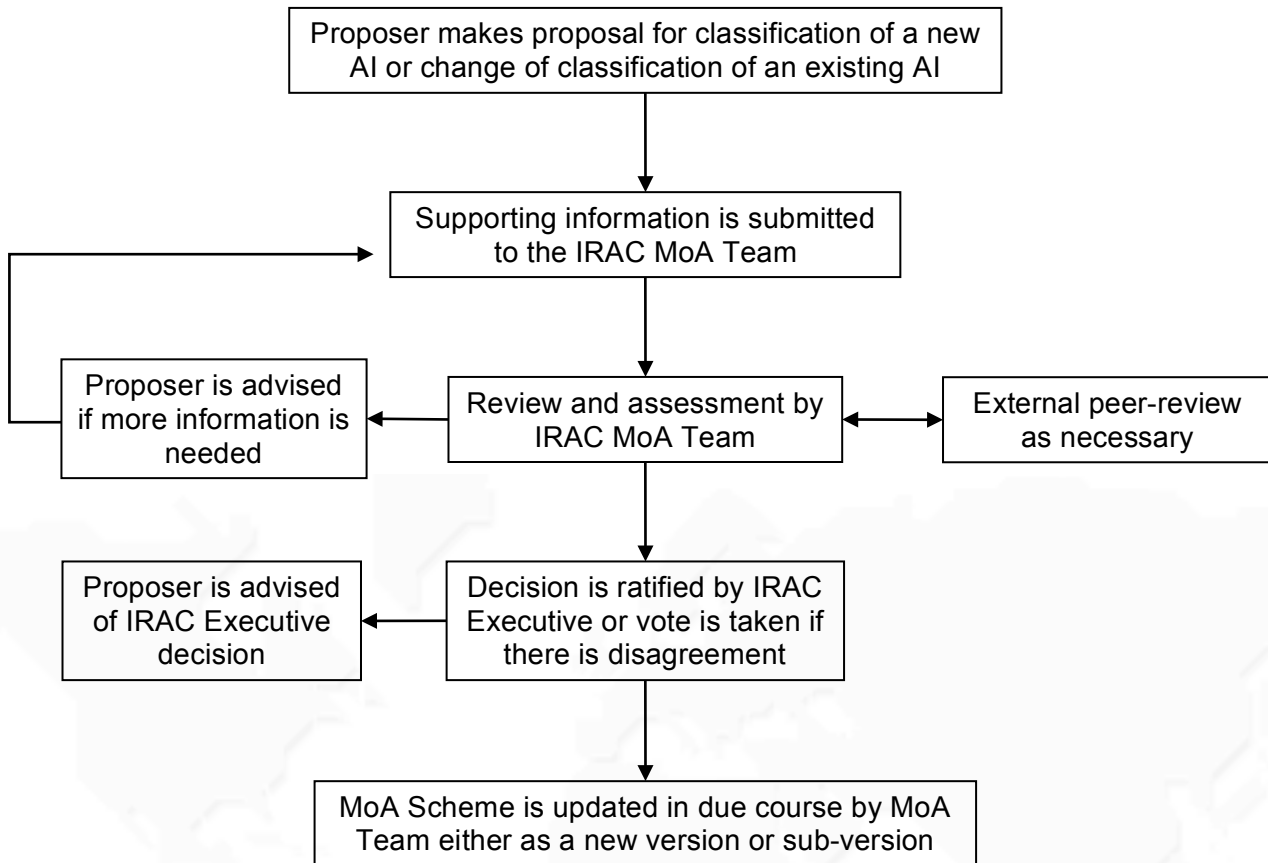 Proposer makes proposal for classification of a new
AI or change of classification of an existing AI
Supporting information is submitted
to the IRAC MoA Team
Proposer is advised
if more information is
needed
Review and assessment by
IRAC MoA Team
External peer-review
as necessary
Proposer is advised
of IRAC Executive
decision
Decision is ratified by IRAC
Executive or vote is taken if
there is disagreement
MoA Scheme is updated in due course by MoA
Team either as a new version or sub-version